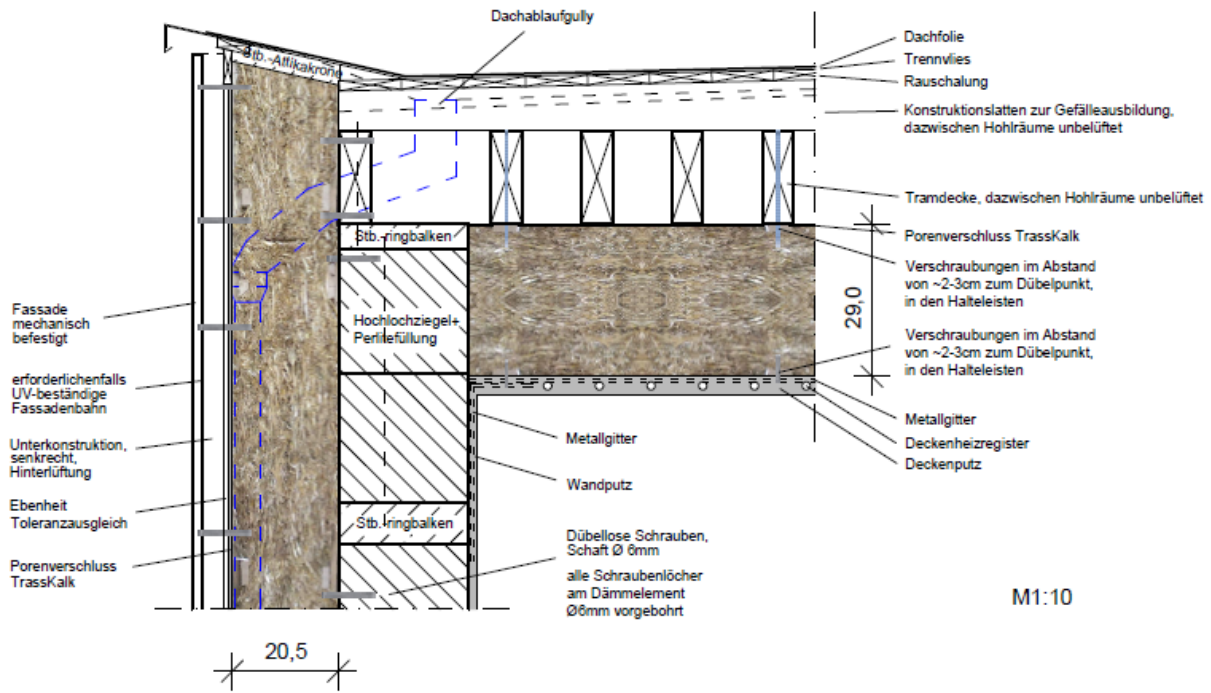 Dachablaufgully
Stb.-Attikakrone
Dachfolie
Trennvlies
Rauschalung
Konstruktionslatten zur Gefälleausbildung,
dazwischen Hohlräume unbelüftet
Tramdecke, dazwischen Hohlräume unbelüftet
Porenverschluss TrassKalk
Verschraubungen im Abstand
von ~2-3cm zum Dübelpunkt,
in den Halteleisten
29,0
Verschraubungen im Abstand
von ~2-3cm zum Dübelpunkt,
in den Halteleisten
Metallgitter
Deckenheizregister
Deckenputz
Stb.-ringbalken
Hochlochziegel+
Perlitefüllung
Stb.-ringbalken
Metallgitter
Wandputz
Dübellose Schrauben,
Schaft Ø 6mm
alle Schraubenlöcher
am Dämmelement
Ø6mm vorgebohrt
Fassade
mechanisch
befestigt
erforderlichenfalls
UV-beständige
Fassadenbahn
Unterkonstruktion,
senkrecht,
Hinterlüftung
Ebenheit
Toleranzausgleich
Porenverschluss
TrassKalk
20,5
M1:10